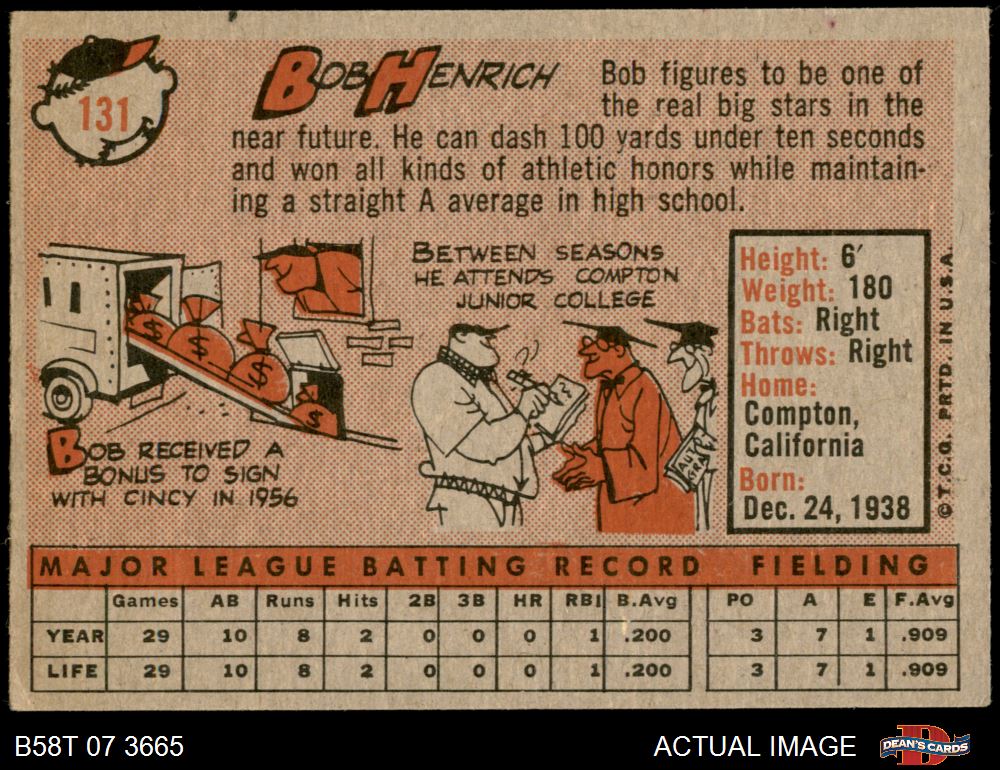 131
BOB HENRICH
Bob figures to be one of
the real big stars in the
near future. He can dash 100 yards under ten seconds
and won all kinds of athletic honors while maintain-
ing a straight A average in high school.
$ $ $ $
BOB RECEIVED A
BONUS TO SIGN
WITH CINCY IN 1956
BETWEEN SEASONS
HE ATTENDS COMPTON
JUNIOR COLLEGE
Height: 6′
Weight: 180
Bats: Right
Throws: Right
Home:
Compton,
California
Born:
Dec. 24, 1938
© T.C.G. PRTD. IN U.S.A.
MAJOR LEAGUE BATTING RECORD FIELDING
Games AB Runs Hits 2B 3B HR RBI B.Avg PO A E F.Avg
YEAR 29 10 8 2 0 0 0 1 .200 3 7 1 .909
LIFE 29 10 8 2 0 0 0 1 .200 3 7 1 .909
B58T 07 3665
ACTUAL IMAGE
D
DEAN'S CARDS